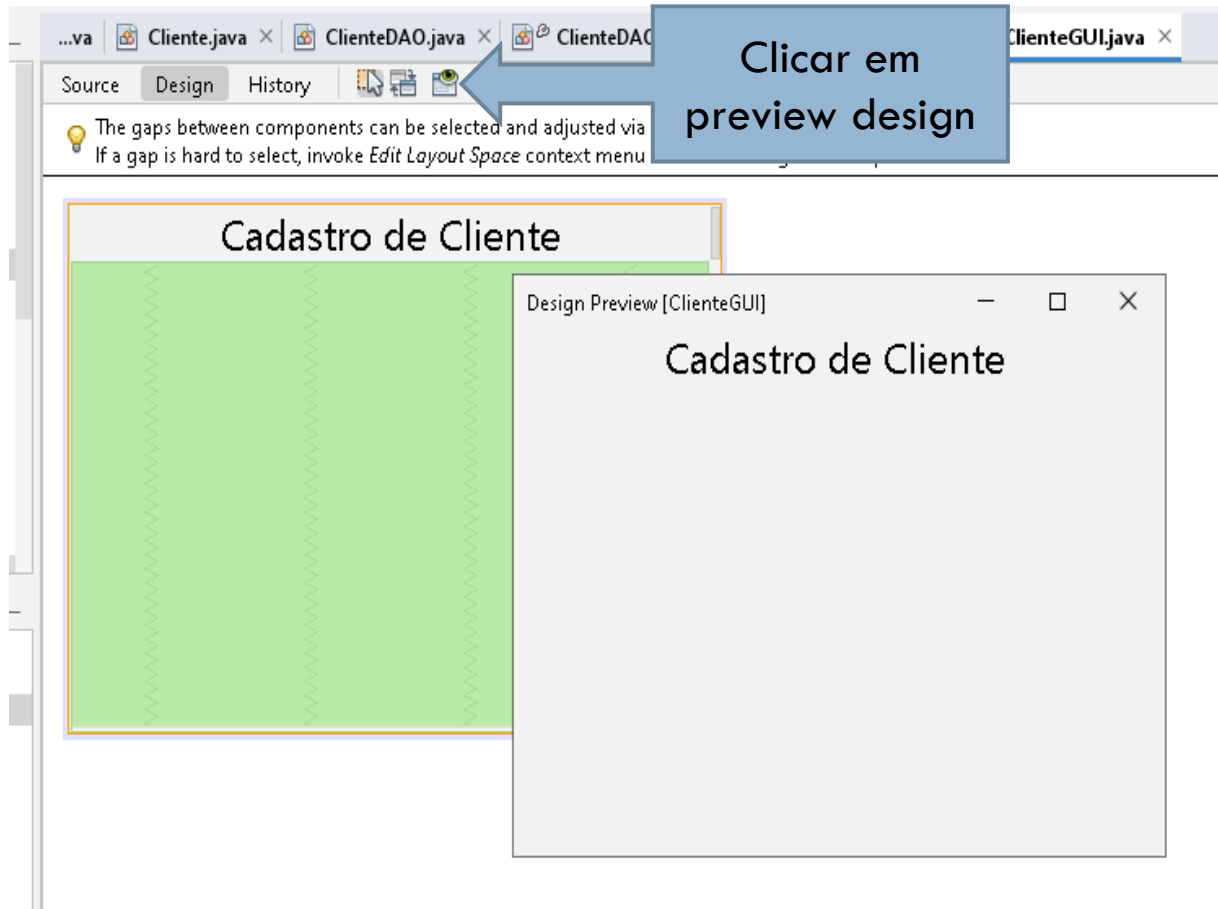 ...va Cliente.java × ClienteDAO.java × ClienteDAO ClienteGUI.java ×
Clicar em
preview design
Source Design History
The gaps between components can be selected and adjusted via
If a gap is hard to select, invoke Edit Layout Space context menu
Cadastro de Cliente
Design Preview [ClienteGUI]
Cadastro de Cliente